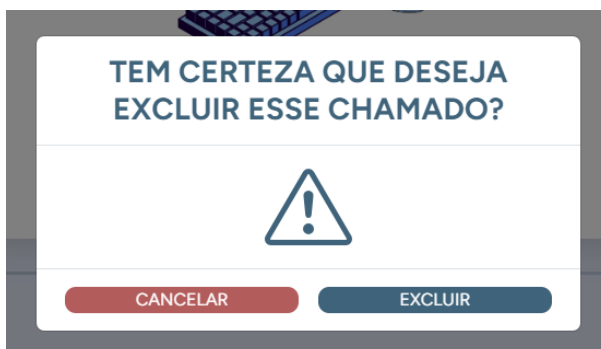 TEM CERTEZA QUE DESEJA
EXCLUIR ESSE CHAMADO?
CANCELAR
EXCLUIR